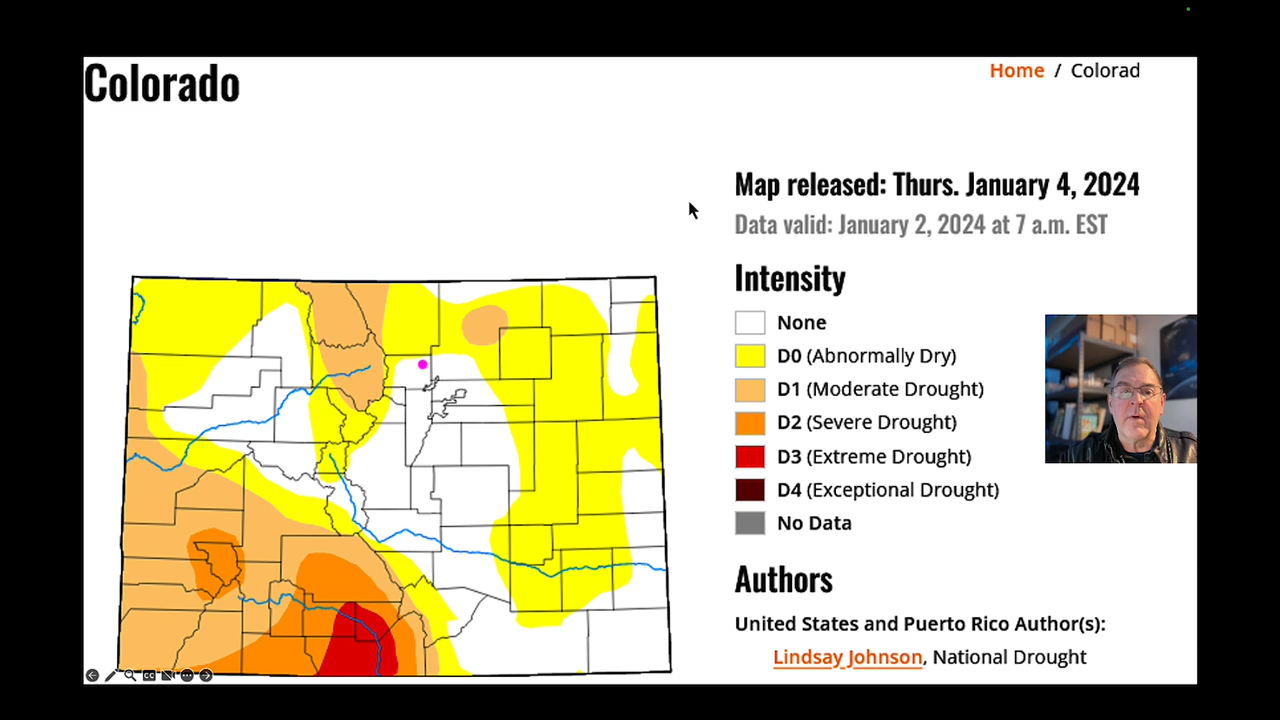 Colorado
Home / Colorad
Map released: Thurs. January 4, 2024
Data valid: January 2, 2024 at 7 a.m. EST
Intensity
None
D0 (Abnormally Dry)
D1 (Moderate Drought)
D2 (Severe Drought)
D3 (Extreme Drought)
D4 (Exceptional Drought)
No Data
Authors
United States and Puerto Rico Author(s):
Lindsay Johnson, National Drought